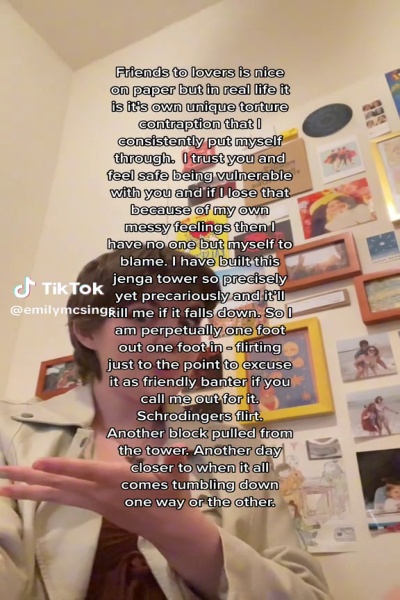 Friends to lovers is nice
on paper but in real life it
is it's own unique torture
contraption that I
consistently put myself
through. I trust you and
feel safe being vulnerable
with you and if I lose that
because of my own
messy feelings then I
have no one but myself to
blame. I have built this
jenga tower so precisely
yet precariously and it'll
kill me if it falls down. So I
am perpetually one foot
out one foot in - flirting
just to the point to excuse
it as friendly banter if you
call me out for it.
Schrodingers flirt.
Another block pulled from
the tower. Another day
closer to when it all
comes tumbling down
one way or the other.
TikTok
@emilymcsings